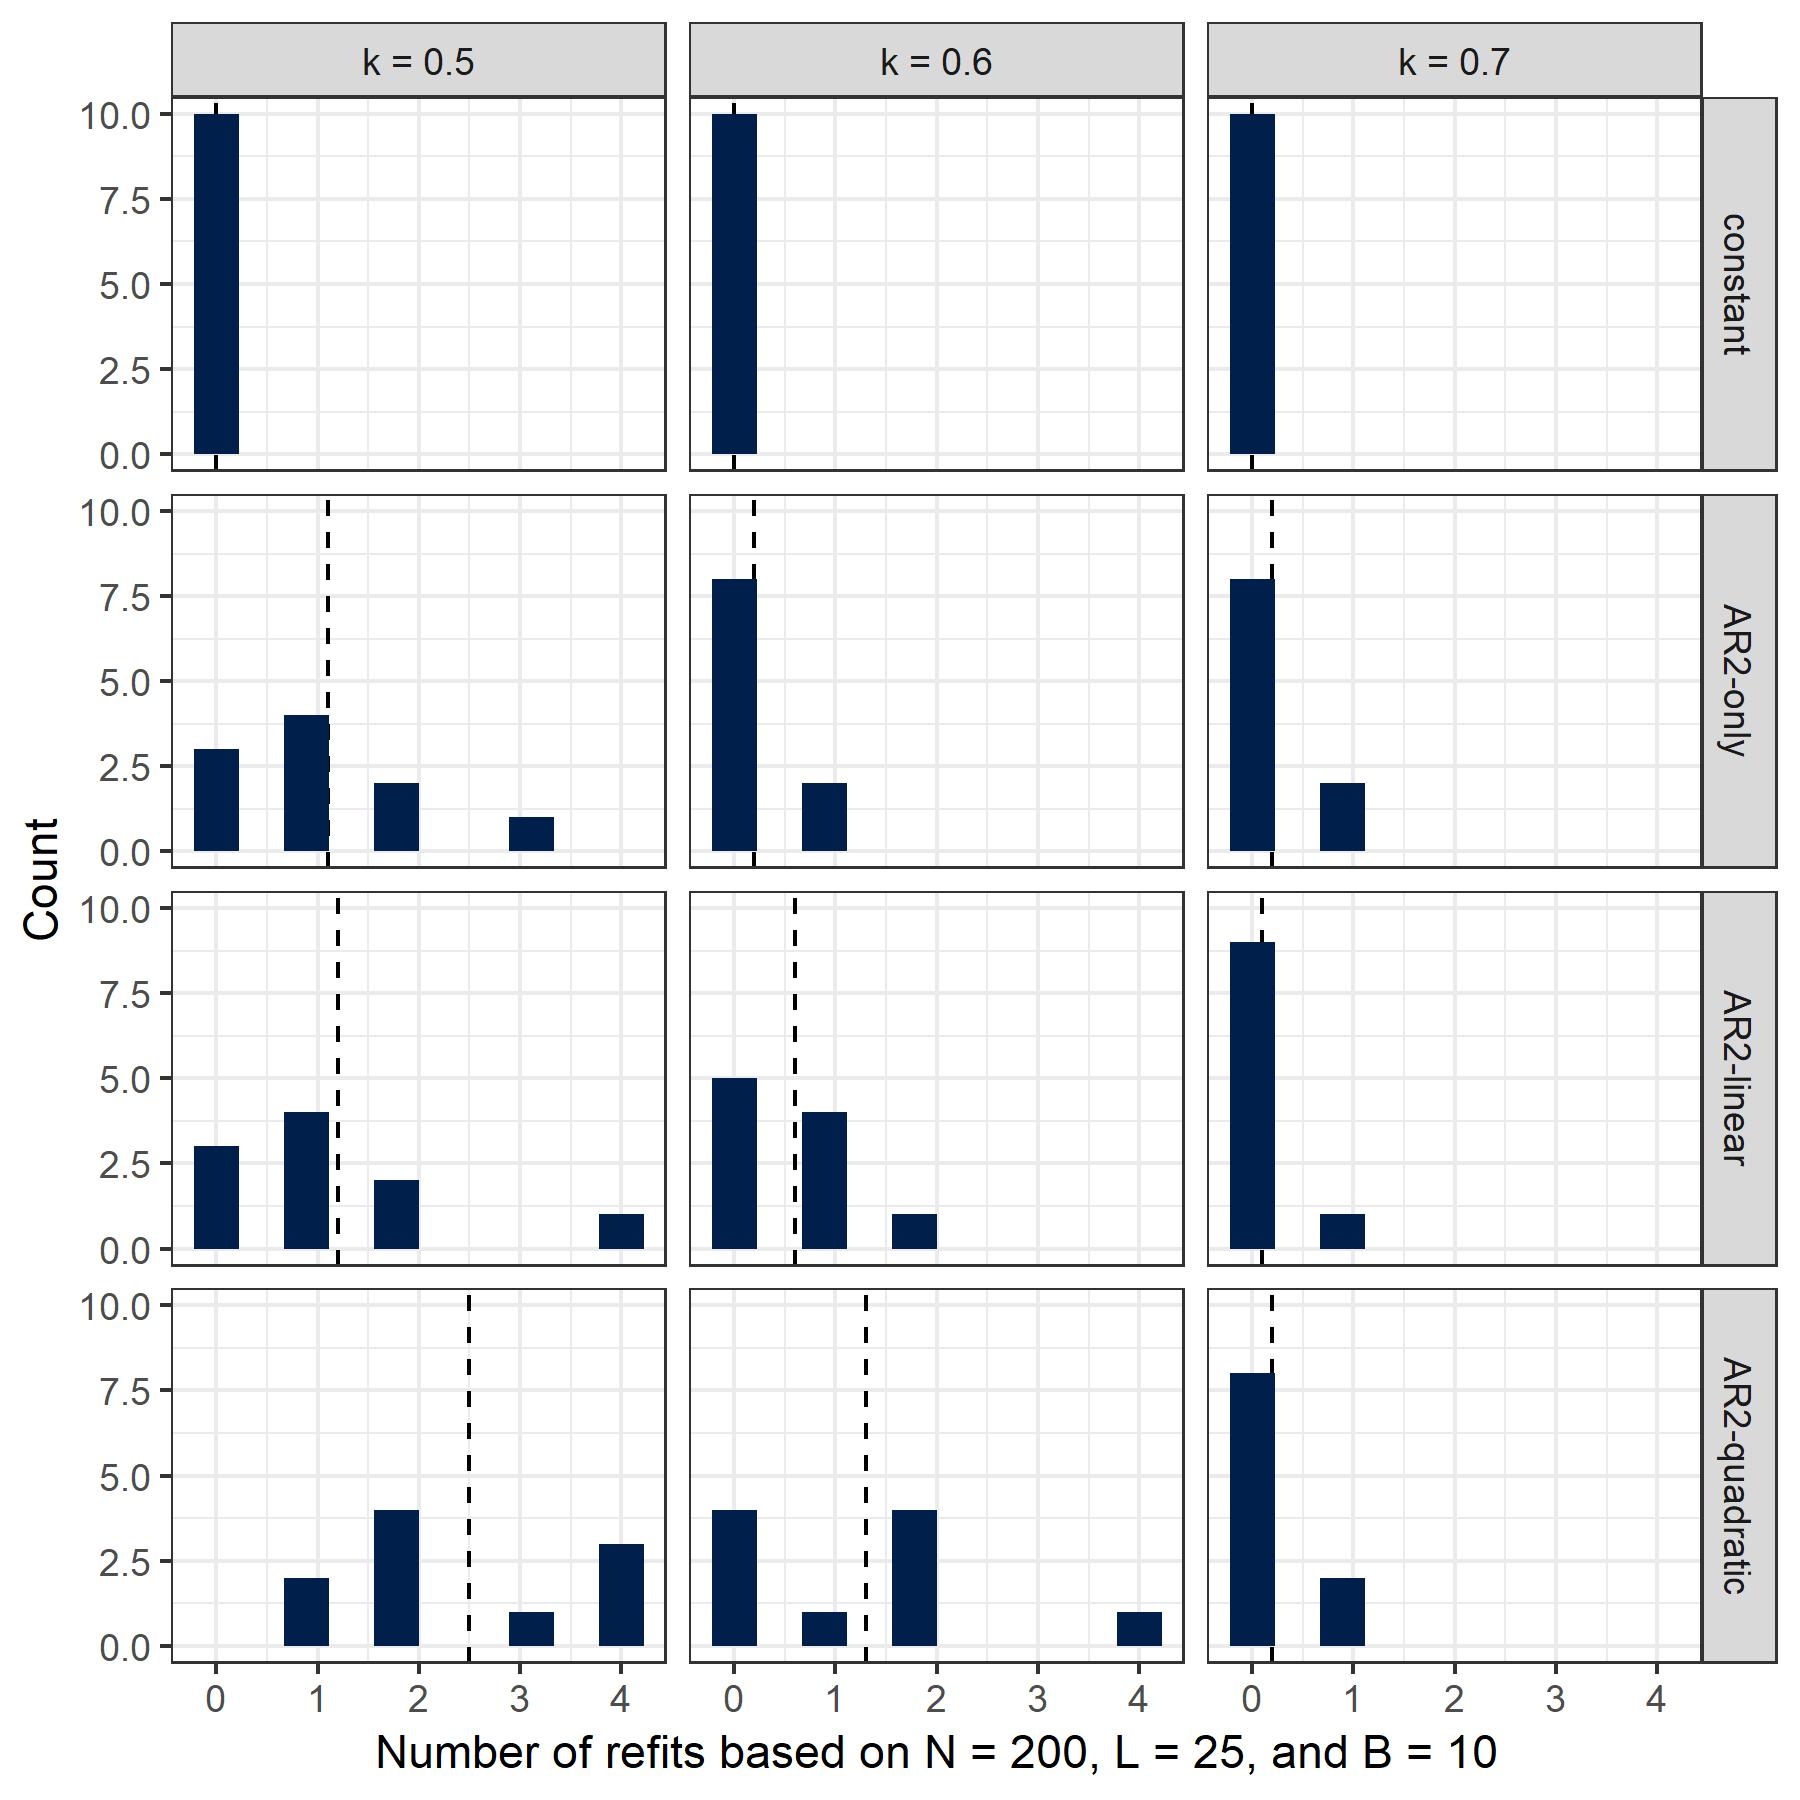 k = 0.5
k = 0.6
k = 0.7
10.0
7.5
5.0
2.5
0.0
constant
10.0
7.5
5.0
2.5
0.0
AR2-only
10.0
7.5
5.0
2.5
0.0
AR2-linear
10.0
7.5
5.0
2.5
0.0
AR2-quadratic
Count
0 1 2 3 4
0 1 2 3 4
0 1 2 3 4
Number of refits based on N = 200, L = 25, and B = 10